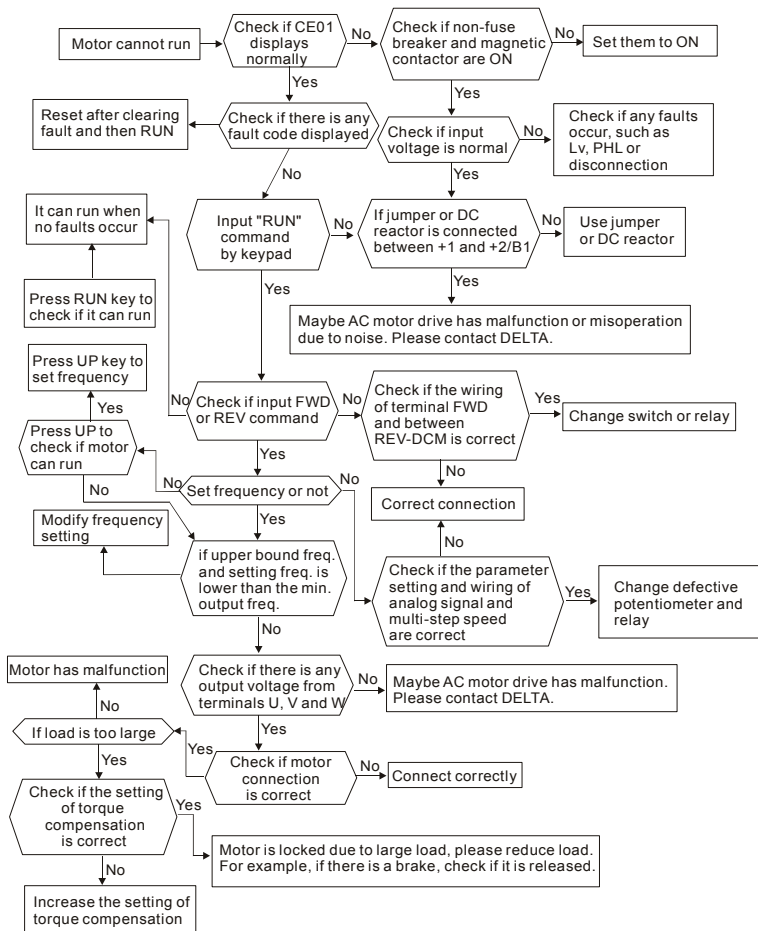 Motor cannot run
Check if CE01
displays
normally
No
Check if non-fuse
breaker and magnetic
contactor are ON
No
Set them to ON
Yes
Yes
Reset after clearing
fault and then RUN
Check if there is any
fault code displayed
Check if input
voltage is normal
No
Check if any faults
occur, such as
Lv, PHL or
disconnection
No
Yes
It can run when
no faults occur
Input "RUN"
command
by keypad
No
If jumper or DC
reactor is connected
between +1 and +2/B1
No
Use jumper
or DC reactor
Press RUN key to
check if it can run
Yes
Yes
Maybe AC motor drive has malfunction or misoperation
due to noise. Please contact DELTA.
Press UP key to
set frequency
No
Check if input FWD
or REV command
No
Check if the wiring
of terminal FWD
and between
REV-DCM is correct
Yes
Change switch or relay
Yes
Press UP to
check if motor
can run
Yes
No
No
Set frequency or not
No
No
Correct connection
Modify frequency
setting
Yes
No
if upper bound freq.
and setting freq. is
lower than the min.
output freq.
Check if the parameter
setting and wiring of
analog signal and
multi-step speed
are correct
Yes
Change defective
potentiometer and
relay
No
Motor has malfunction
Check if there is any
output voltage from
terminals U, V and W
No
Maybe AC motor drive has malfunction.
Please contact DELTA.
No
If load is too large
Yes
Yes
Check if motor
connection
is correct
No
Connect correctly
Yes
Check if the setting
of torque
compensation
is correct
Yes
Motor is locked due to large load, please reduce load.
For example, if there is a brake, check if it is released.
No
Increase the setting of
torque compensation